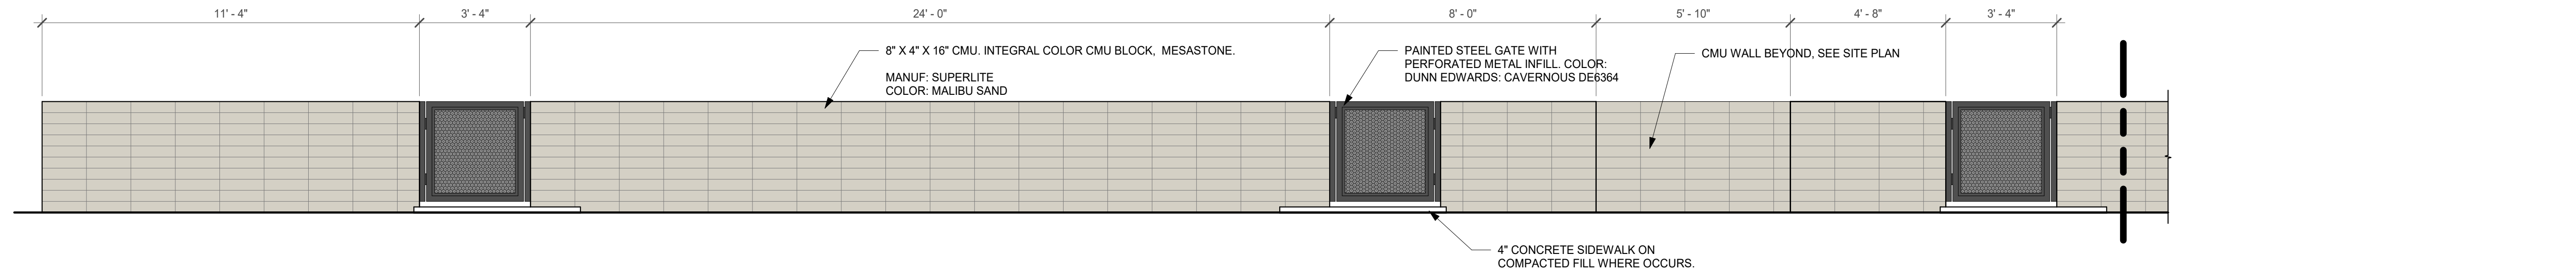 11' - 4"
3' - 4"
24' - 0"
8' - 0"
5' - 10"
4' - 8"
3' - 4"
8" X 4" X 16" CMU. INTEGRAL COLOR CMU BLOCK, MESASTONE.
MANUF: SUPERLITE
COLOR: MALIBU SAND
PAINTED STEEL GATE WITH
PERFORATED METAL INFILL. COLOR:
DUNN EDWARDS: CAVERNOUS DE6364
CMU WALL BEYOND, SEE SITE PLAN
4" CONCRETE SIDEWALK ON
COMPACTED FILL WHERE OCCURS.